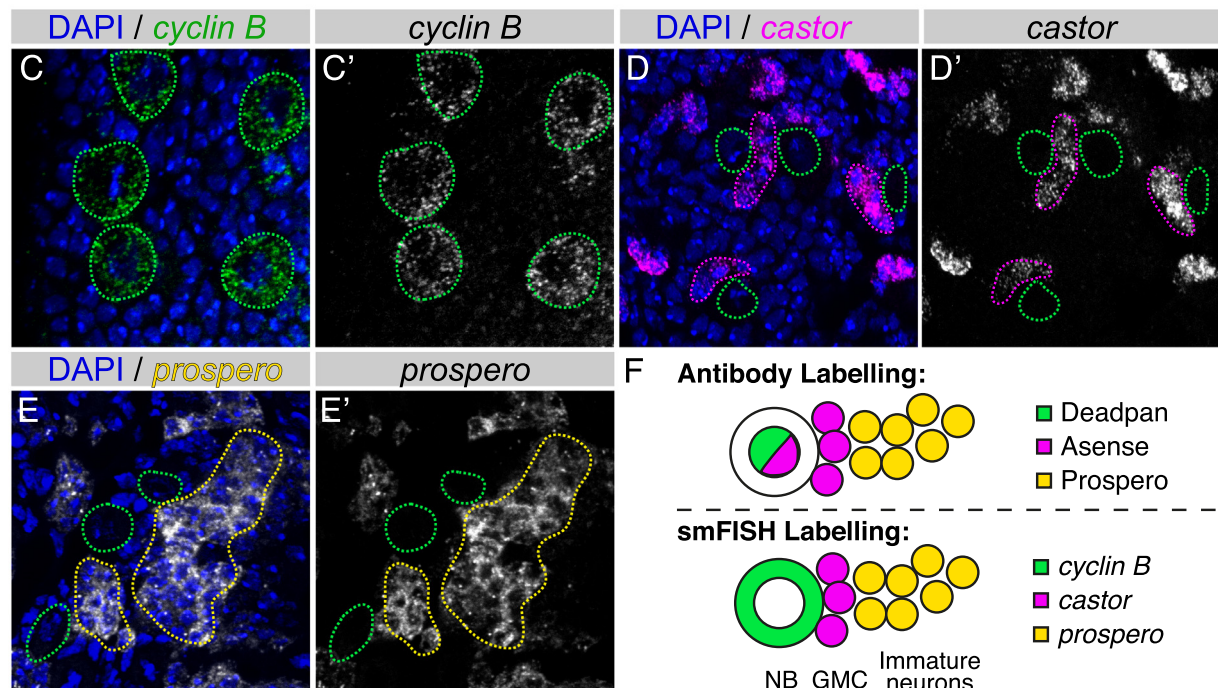 DAPI / cyclin B
cyclin B
DAPI / castor
castor
C
C'
D
D'
DAPI / prospero
prospero
E
E'
F
Antibody Labelling:
Deadpan
Asense
Prospero
smFISH Labelling:
cyclin B
castor
prospero
NB GMC Immature
neurons